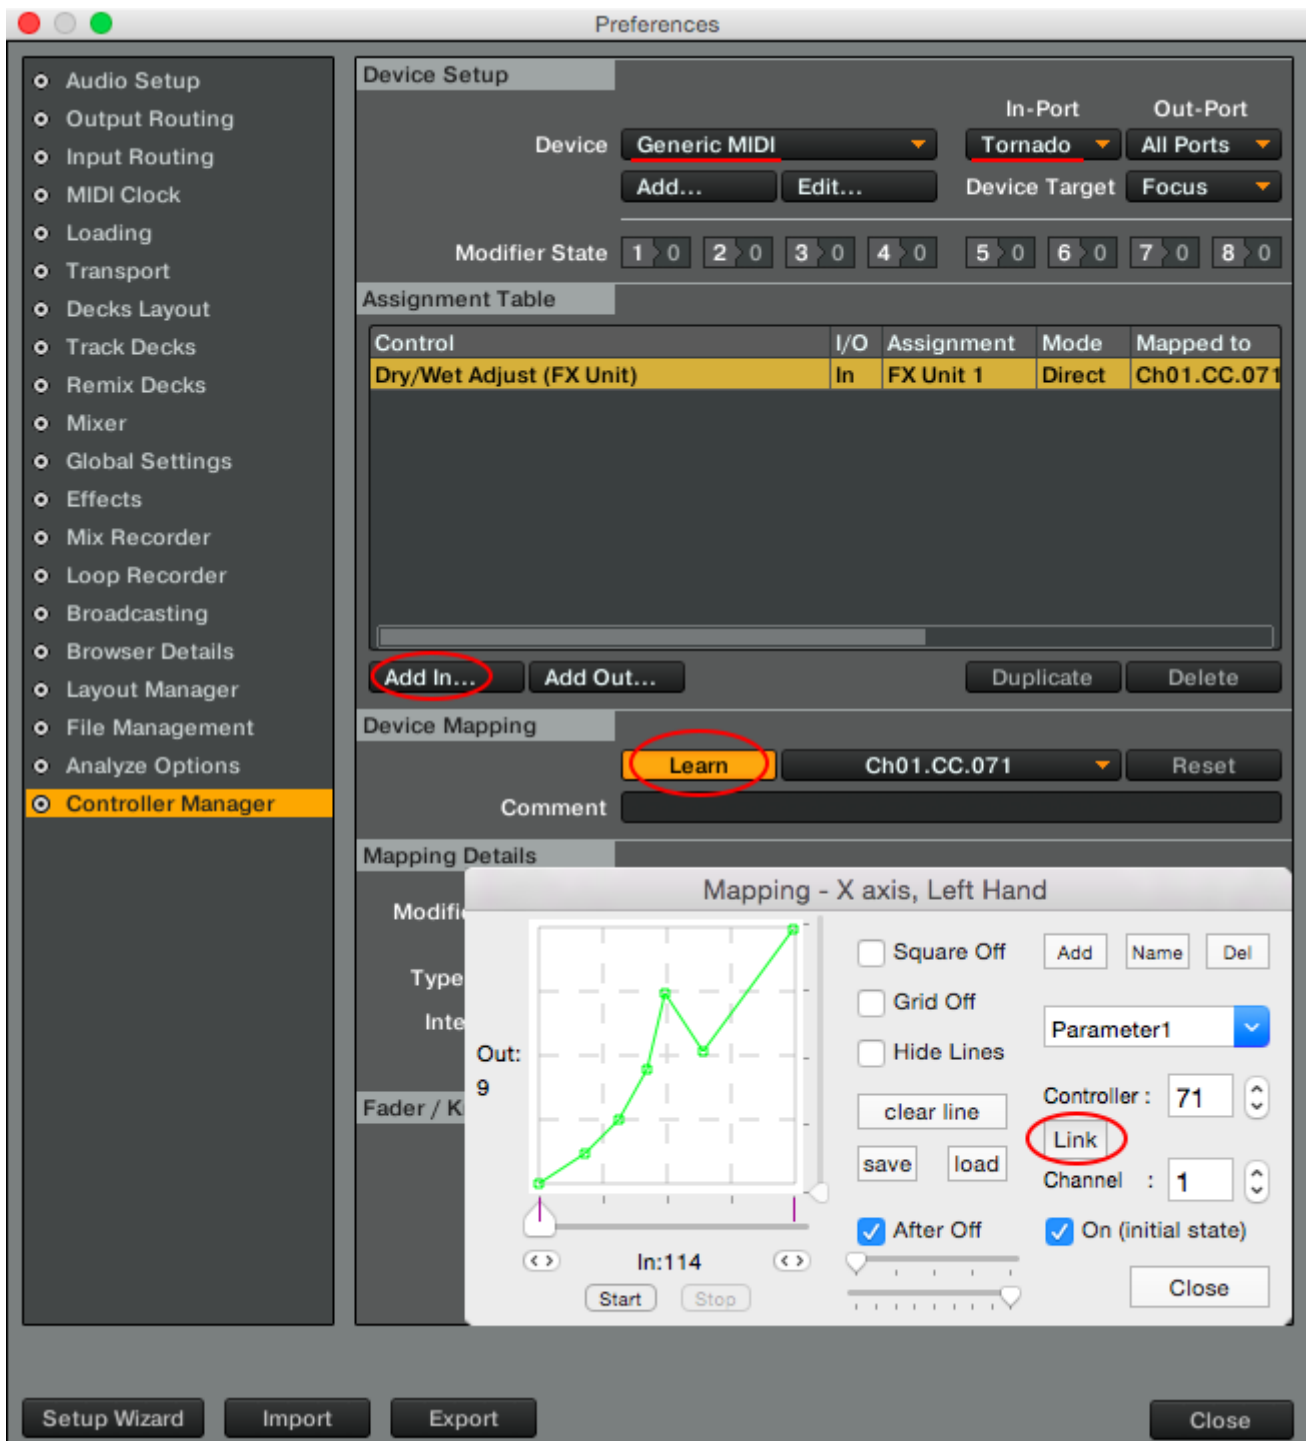 Preferences
Audio Setup
Output Routing
Input Routing
MIDI Clock
Loading
Transport
Decks Layout
Track Decks
Remix Decks
Mixer
Global Settings
Effects
Mix Recorder
Loop Recorder
Broadcasting
Browser Details
Layout Manager
File Management
Analyze Options
Controller Manager
Device Setup
In-Port Out-Port
Device Generic MIDI Tornado All Ports
Add... Edit... Device Target Focus
Modifier State 1 0 2 0 3 0 4 0 5 0 6 0 7 0 8 0
Assignment Table
Control I/O Assignment Mode Mapped to
Dry/Wet Adjust (FX Unit) In FX Unit 1 Direct Ch01.CC.071
Add In... Add Out... Duplicate Delete
Device Mapping
Learn Ch01.CC.071 Reset
Comment
Mapping Details
Modifi
Type
Inte
Fader / K
Mapping - X axis, Left Hand
Out:
9
In:114
Start Stop
Square Off
Grid Off
Hide Lines
clear line
save load
After Off
Add Name Del
Parameter1
Controller : 71
Link
Channel : 1
On (initial state)
Close
Setup Wizard Import Export Close